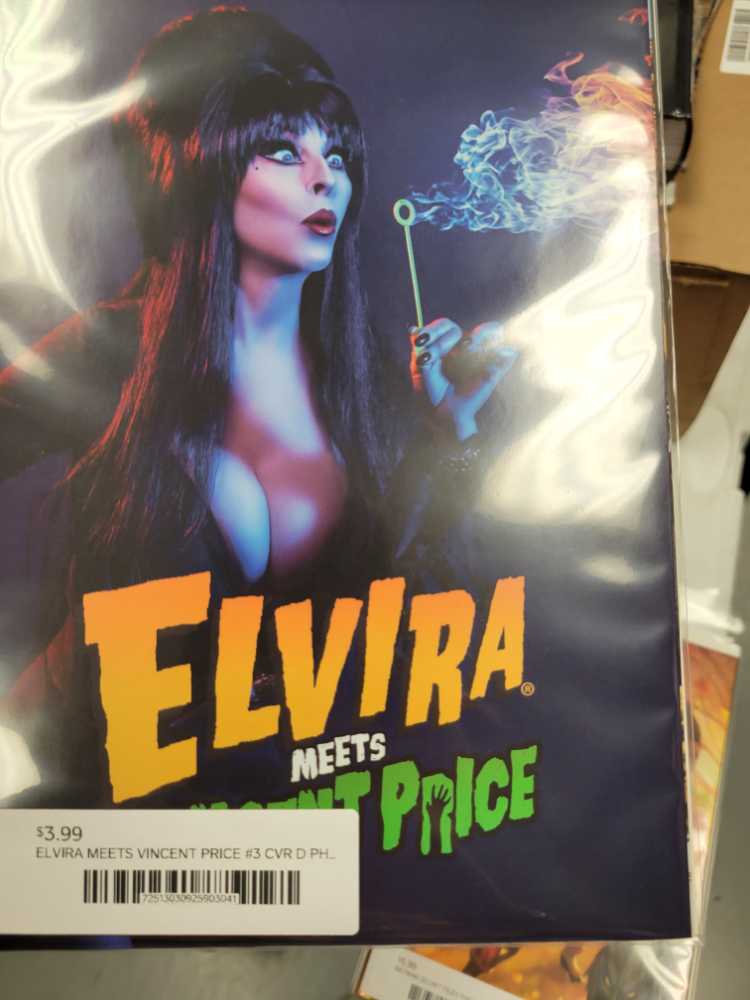 ELVIRA®
MEETS
PRICE
$3.99
ELVIRA MEETS VINCENT PRICE #3 CVR D PH...
72513030925903041